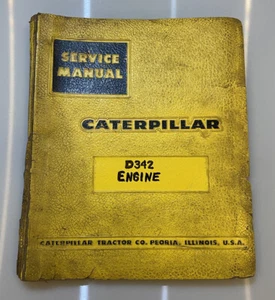 SERVICE
MANUAL
CATERPILLAR
D342
ENGINE
CATERPILLAR TRACTOR CO. PEORIA, ILLINOIS, U.S.A.